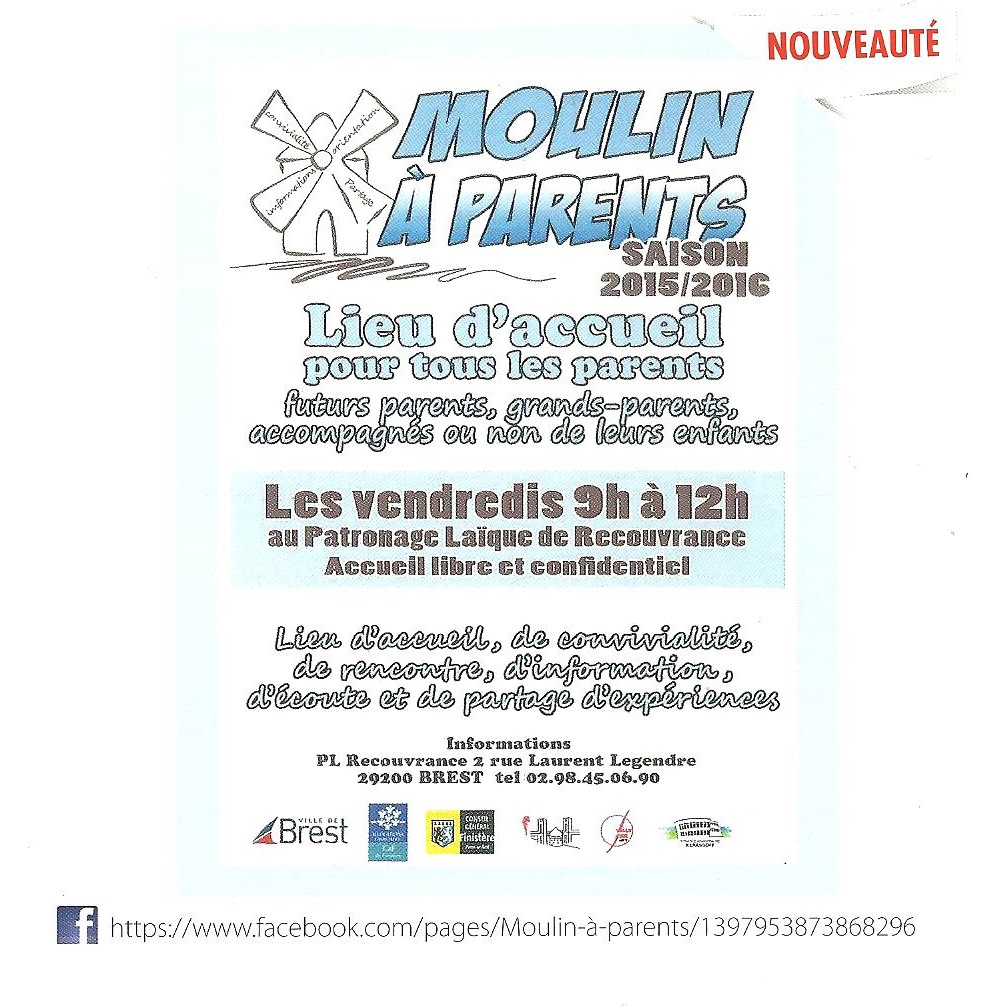 NOUVEAUTÉ
convivialité
orientation
informations
Partage
MOULIN
À PARENTS
SAISON
2015/2016
Lieu d'accueil
pour tous les parents
futurs parents, grands-parents,
accompagnés ou non de leurs enfants
Les vendredis 9h à 12h
au Patronage Laïque de Recouvrance
Accueil libre et confidentiel
Lieu d'accueil, de convivialité,
de rencontre, d'information,
d'écoute et de partage d'expériences
Informations
PL Recouvrance 2 rue Laurent Legendre
29200 BREST tel 02.98.45.06.90
VILLE DE
Brest
CONSEIL
GÉNÉRAL
Finistère
https://www.facebook.com/pages/Moulin-à-parents/1397953873868296